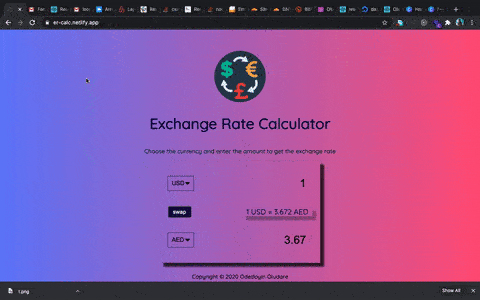 er-calc.netlify.app
$ €
£
Exchange Rate Calculator
Choose the currency and enter the amount to get the exchange rate
USD 1
swap 1 USD = 3.672 AED
AED 3.67
Copyright © 2020 Odedoyin Oludare
t.png Show All